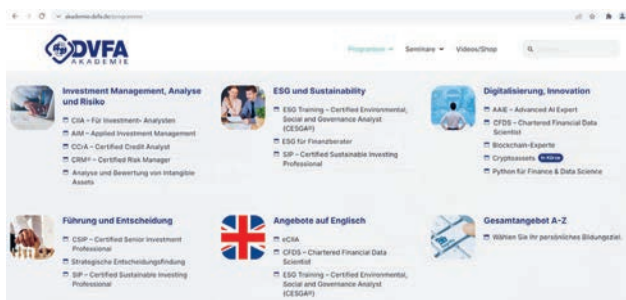 akademie.dvfa.de/programme
DVFA
AKADEMIE
Programme
Seminare
Videos/Shop
Investment Management, Analyse
und Risiko
CIIA – Für Investment- Analysten
AIM – Applied Investment Management
CCrA – Certified Credit Analyst
CRM® – Certified Risk Manager
Analyse und Bewertung von Intangible
Assets
ESG und Sustainability
ESG Training – Certified Environmental,
Social and Governance Analyst
(CESGA®)
ESG für Finanzberater
SIP – Certified Sustainable Investing
Professional
Digitalisierung, Innovation
AAIE – Advanced AI Expert
CFDS – Chartered Financial Data
Scientist
Blockchain-Experte
Cryptoassets In Kürze
Python für Finance & Data Science
Führung und Entscheidung
CSIP – Certified Senior Investment
Professional
Strategische Entscheidungsfindung
SIP – Certified Sustainable Investing
Professional
Angebote auf Englisch
eCIIA
CFDS – Chartered Financial Data
Scientist
ESG Training – Certified Environmental,
Social and Governance Analyst
(CESGA®)
Gesamtangebot A-Z
Wählen Sie Ihr persönliches Bildungsziel.